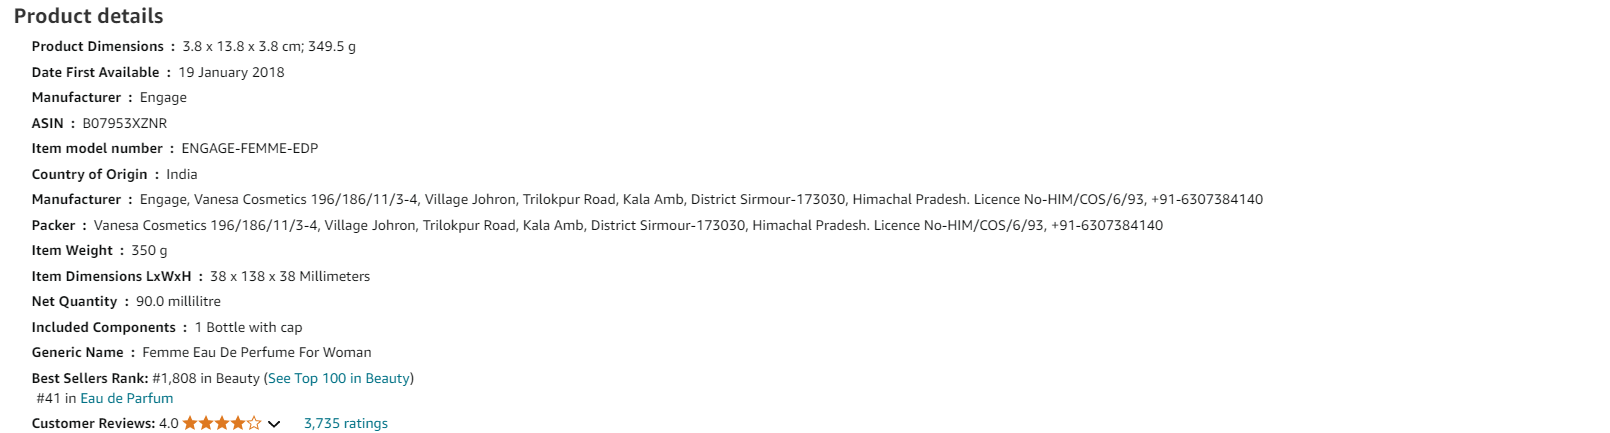 Product details
Product Dimensions : 3.8 x 13.8 x 3.8 cm; 349.5 g
Date First Available : 19 January 2018
Manufacturer : Engage
ASIN : B07953XZNR
Item model number : ENGAGE-FEMME-EDP
Country of Origin : India
Manufacturer : Engage, Vanesa Cosmetics 196/186/11/3-4, Village Johron, Trilokpur Road, Kala Amb, District Sirmour-173030, Himachal Pradesh. Licence No-HIM/COS/6/93, +91-6307384140
Packer : Vanesa Cosmetics 196/186/11/3-4, Village Johron, Trilokpur Road, Kala Amb, District Sirmour-173030, Himachal Pradesh. Licence No-HIM/COS/6/93, +91-6307384140
Item Weight : 350 g
Item Dimensions LxWxH : 38 x 138 x 38 Millimeters
Net Quantity : 90.0 millilitre
Included Components : 1 Bottle with cap
Generic Name : Femme Eau De Perfume For Woman
Best Sellers Rank: #1,808 in Beauty (See Top 100 in Beauty)
#41 in Eau de Parfum
Customer Reviews: 4.0 3,735 ratings